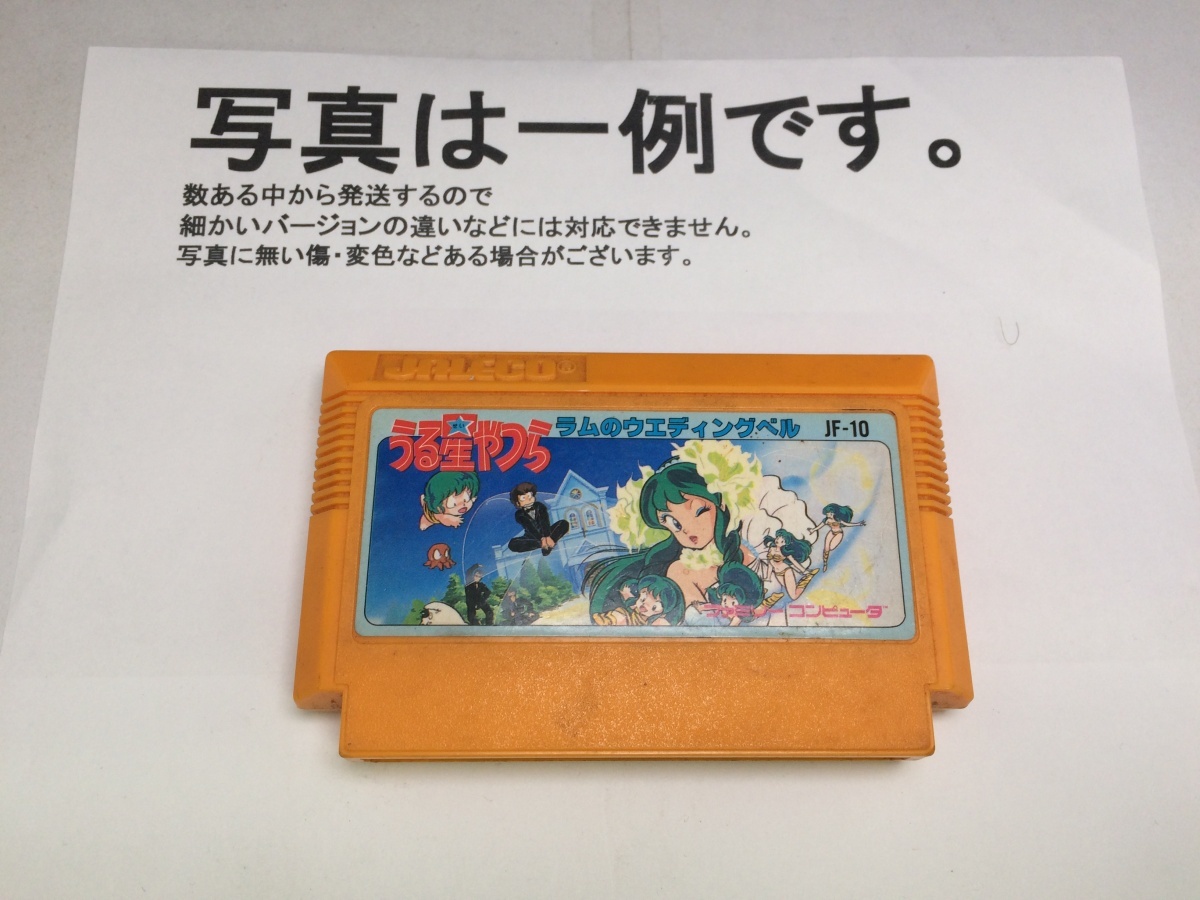 写真は一例です。
数ある中から発送するので
細かいバージョンの違いなどには対応できません。
写真に無い傷・変色などある場合がございます。
JALECO®
うる星やつら ラムのウエディングベル JF-10
ファミリーコンピュータ